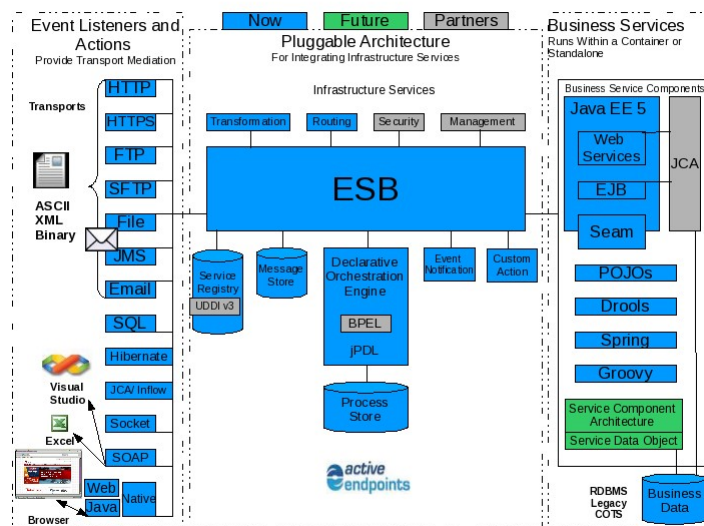 Event Listeners and
Actions
Provide Transport Mediation
Now
Future
Partners
Pluggable Architecture
For Integrating Infrastructure Services
Business Services
Runs Within a Container or
Standalone
Transports
HTTP
HTTPS
FTP
SFTP
File
JMS
Email
SQL
Hibernate
JCA/ Inflow
Socket
SOAP
ASCII
XML
Binary
Visual
Studio
Excel
Browser
Web
Java
Native
Infrastructure Services
Transformation
Routing
Security
Management
ESB
Service
Registry
UDDI v3
Message
Store
Declarative
Orchestration
Engine
BPEL
jPDL
Event
Notification
Custom
Action
Process
Store
active
endpoints
Business Service Components
Java EE 5
Web
Services
EJB
Seam
JCA
POJOs
Drools
Spring
Groovy
Service Component
Architecture
Service Data Object
RDBMS
Legacy
COTS
Business
Data